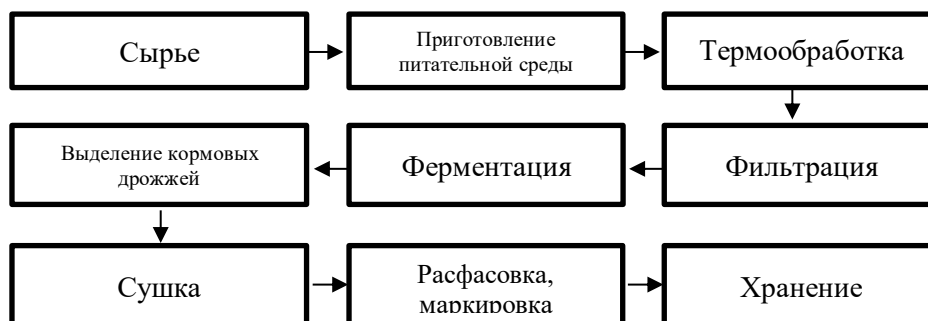 Сырье
Приготовление
питательной среды
Термообработка
Выделение кормовых
дрожжей
Ферментация
Фильтрация
Сушка
Расфасовка,
маркировка
Хранение